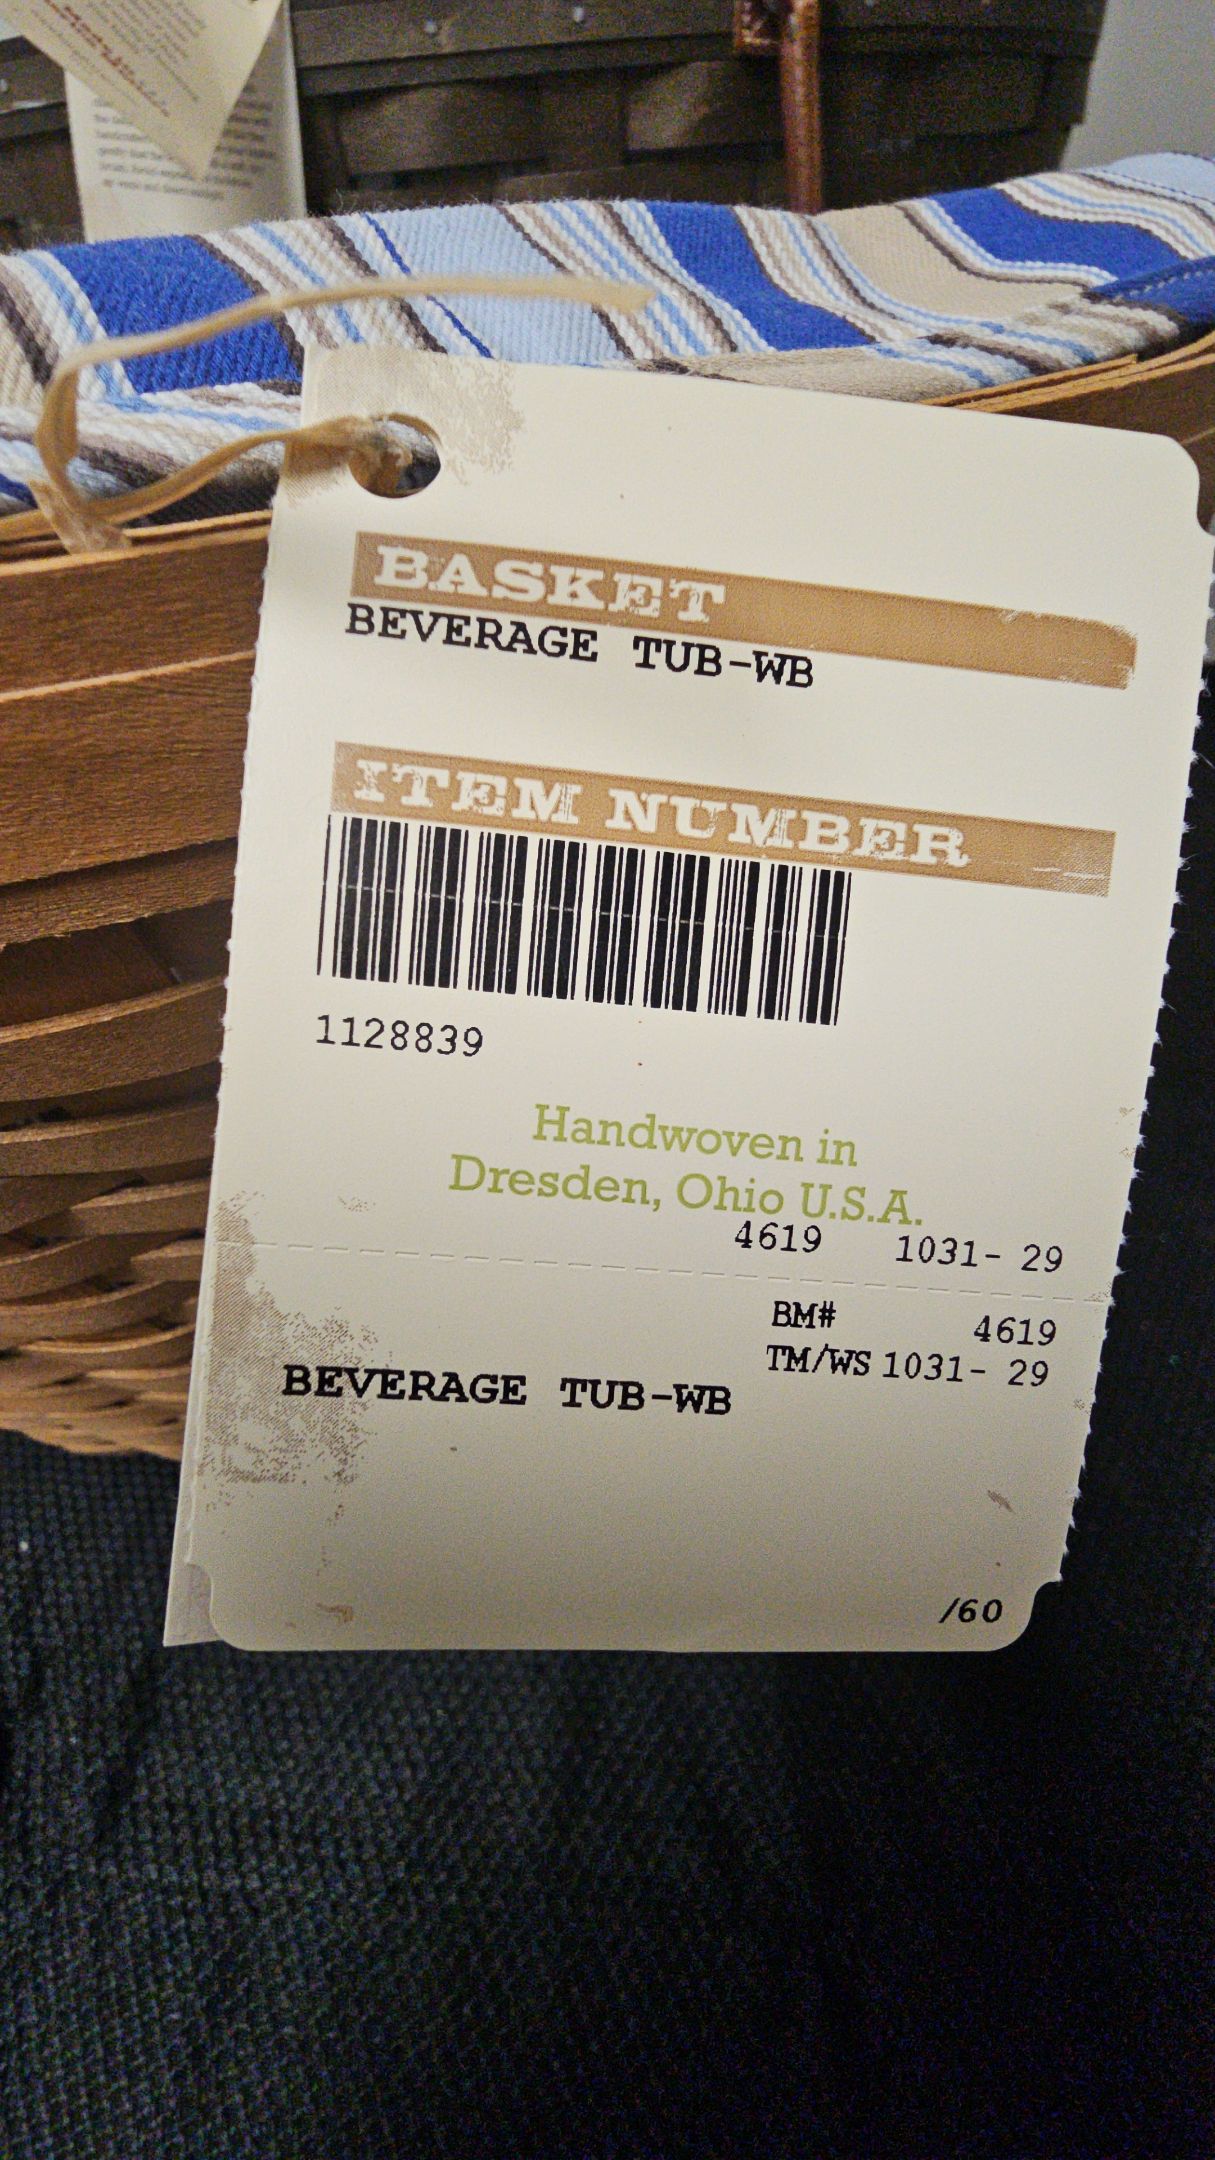 BASKET
BEVERAGE TUB-WB
ITEM NUMBER
1128839
Handwoven in
Dresden, Ohio U.S.A.
4619 1031- 29
BM# 4619
TM/WS 1031- 29
BEVERAGE TUB-WB
/60